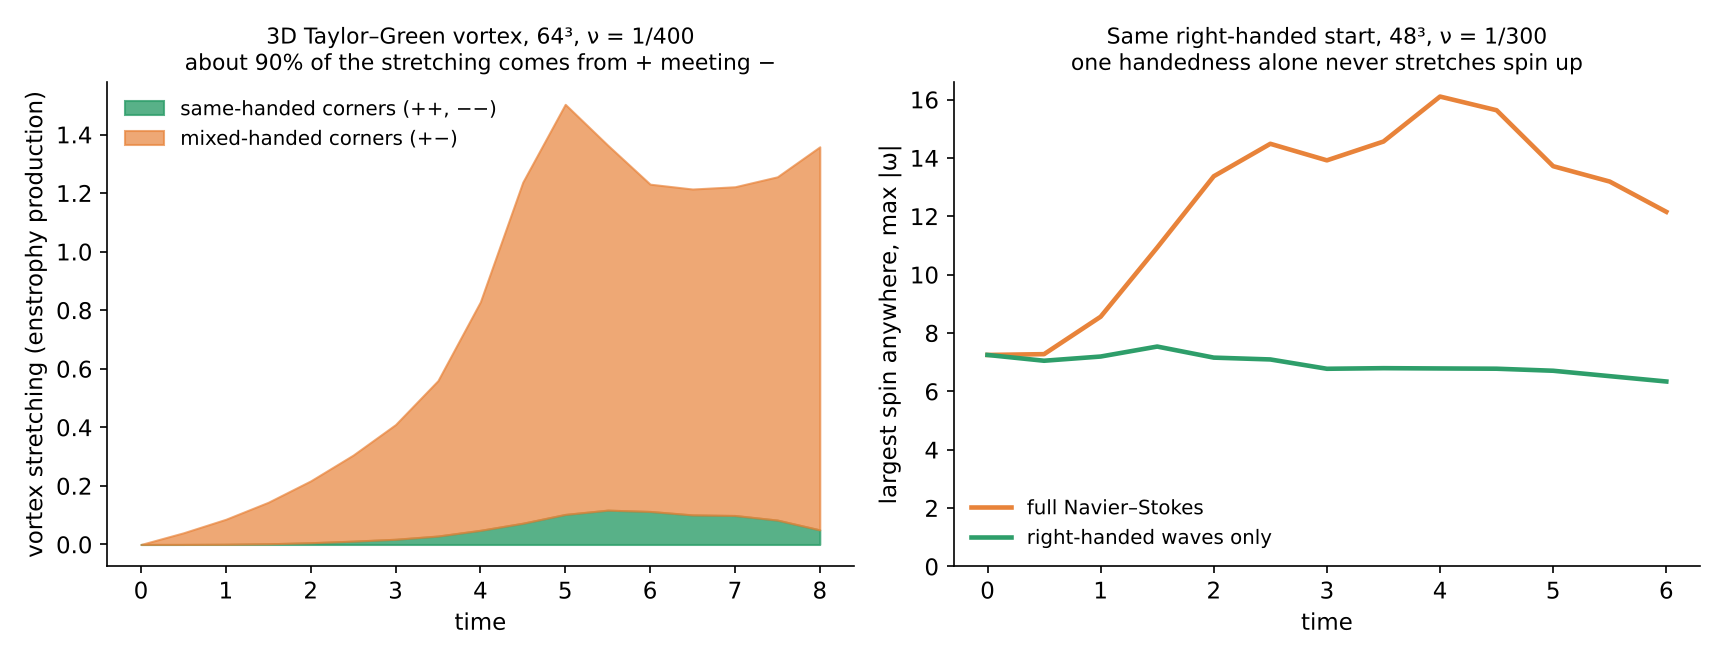 3D Taylor–Green vortex, 64³, ν = 1/400
about 90% of the stretching comes from + meeting −
same-handed corners (++, −−)
mixed-handed corners (+−)
vortex stretching (enstrophy production)
1.4
1.2
1.0
0.8
0.6
0.4
0.2
0.0
0 1 2 3 4 5 6 7 8
time
Same right-handed start, 48³, ν = 1/300
one handedness alone never stretches spin up
largest spin anywhere, max |ω|
16
14
12
10
8
6
4
2
0
full Navier–Stokes
right-handed waves only
0 1 2 3 4 5 6
time